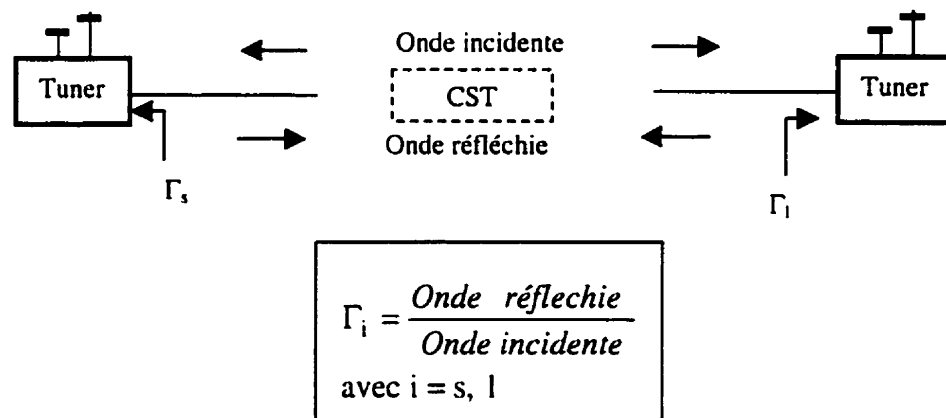 Onde incidente
Tuner
CST
Tuner
Onde réfléchie
Γs
Γl
Γi = Onde réflechie / Onde incidente
avec i = s, l